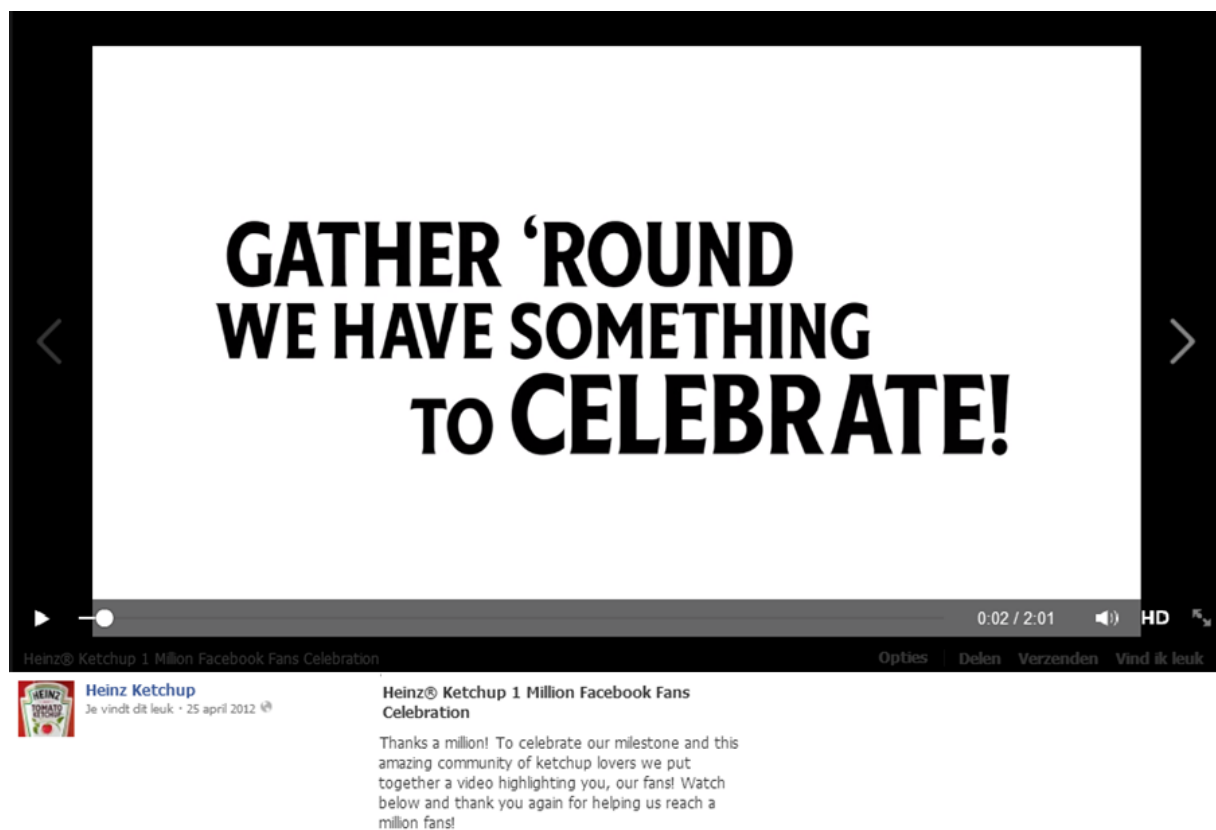 GATHER ‘ROUND
WE HAVE SOMETHING
TO CELEBRATE!
0:02 / 2:01
HD
Heinz® Ketchup 1 Million Facebook Fans Celebration
Opties Delen Verzenden Vind ik leuk
HEINZ
TOMATO
KETCHUP
Heinz Ketchup
Je vindt dit leuk · 25 april 2012
Heinz® Ketchup 1 Million Facebook Fans
Celebration
Thanks a million! To celebrate our milestone and this
amazing community of ketchup lovers we put
together a video highlighting you, our fans! Watch
below and thank you again for helping us reach a
million fans!